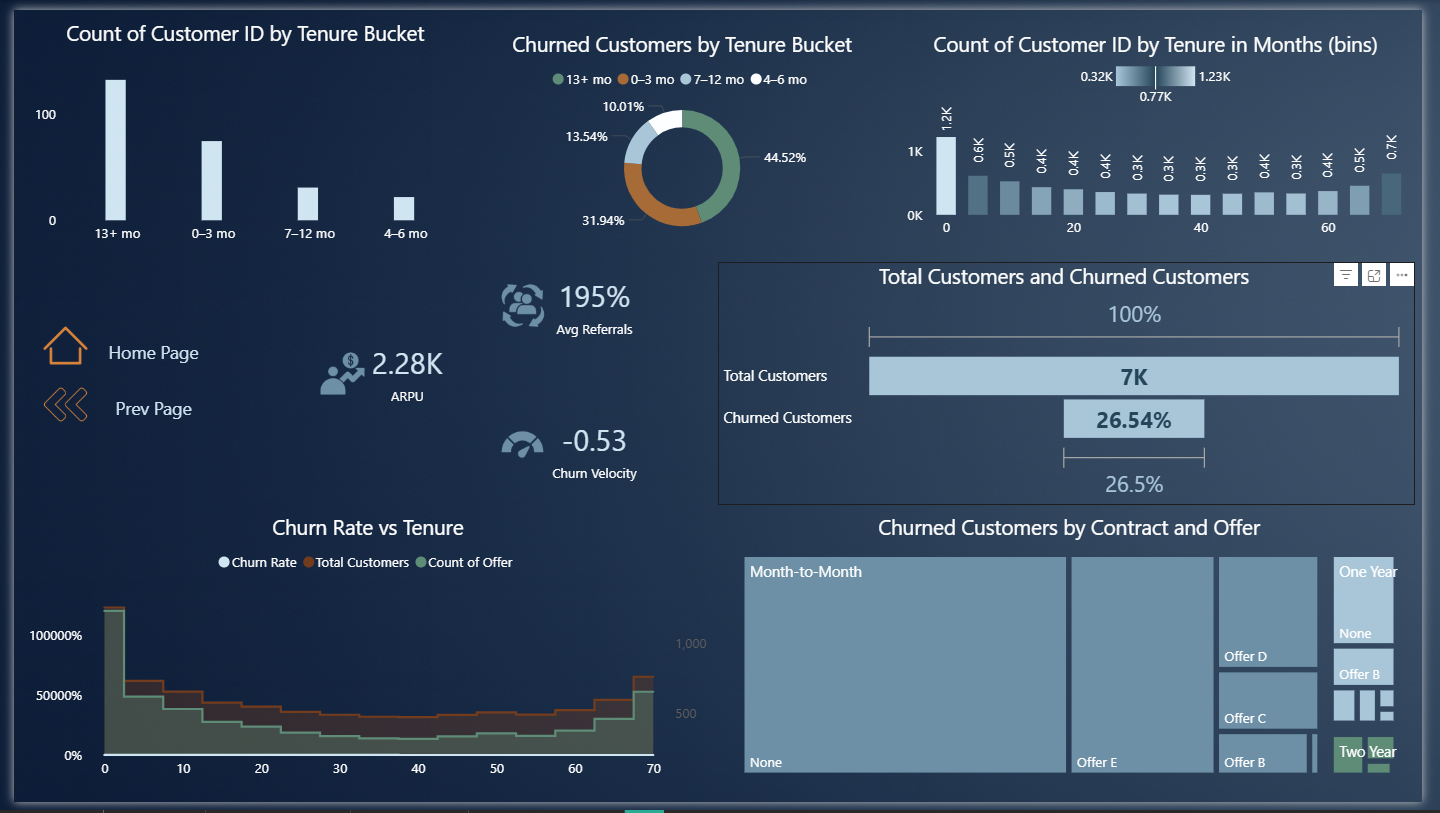 Count of Customer ID by Tenure Bucket
100
0
13+ mo
0–3 mo
7–12 mo
4–6 mo
Churned Customers by Tenure Bucket
13+ mo 0–3 mo 7–12 mo 4–6 mo
10.01%
13.54%
44.52%
31.94%
Count of Customer ID by Tenure in Months (bins)
0.32K
1.23K
0.77K
1K
0K
1.2K
0.6K
0.5K
0.4K
0.4K
0.4K
0.3K
0.3K
0.3K
0.3K
0.4K
0.3K
0.4K
0.5K
0.7K
0
20
40
60
Home Page
Prev Page
2.28K
ARPU
195%
Avg Referrals
-0.53
Churn Velocity
Total Customers and Churned Customers
100%
Total Customers
7K
Churned Customers
26.54%
26.5%
Churn Rate vs Tenure
Churn Rate Total Customers Count of Offer
100000%
50000%
0%
1,000
500
0
10
20
30
40
50
60
70
Churned Customers by Contract and Offer
Month-to-Month
None
Offer E
Offer D
Offer C
Offer B
One Year
None
Offer B
Two Year